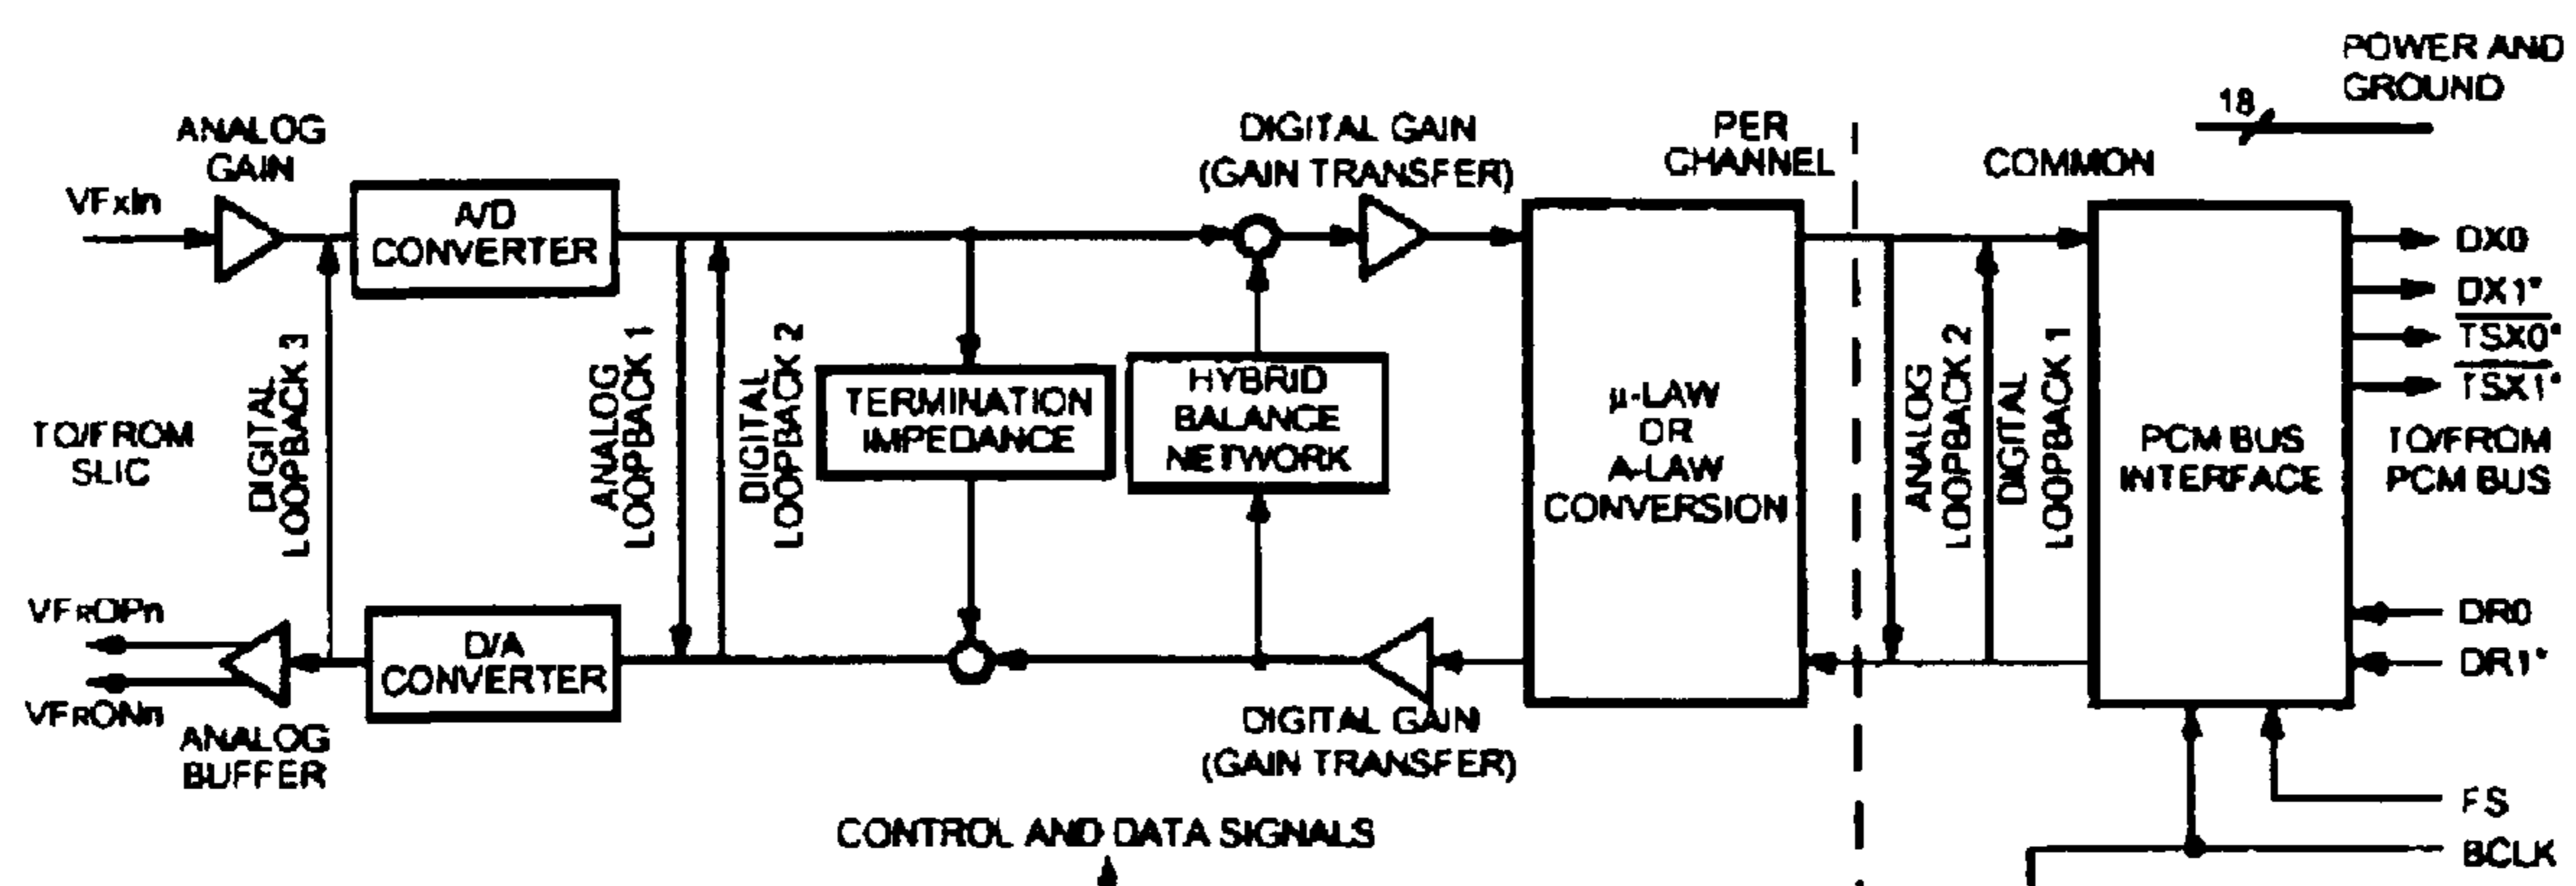 POWER AND
GROUND
18
ANALOG
GAIN
DIGITAL GAIN
(GAIN TRANSFER)
PER
CHANNEL
COMMON
VFxIn
A/D
CONVERTER
DX0
DX1*
TSX0*
TSX1*
DIGITAL
LOOPBACK 3
ANALOG
LOOPBACK 1
DIGITAL
LOOPBACK 2
TERMINATION
IMPEDANCE
HYBRID
BALANCE
NETWORK
μ-LAW
OR
A-LAW
CONVERSION
ANALOG
LOOPBACK 2
DIGITAL
LOOPBACK 1
PCM BUS
INTERFACE
TO/FROM
PCM BUS
TO/FROM
SLIC
VFROPn
VFRONn
D/A
CONVERTER
ANALOG
BUFFER
DIGITAL GAIN
(GAIN TRANSFER)
DR0
DR1*
FS
BCLK
CONTROL AND DATA SIGNALS